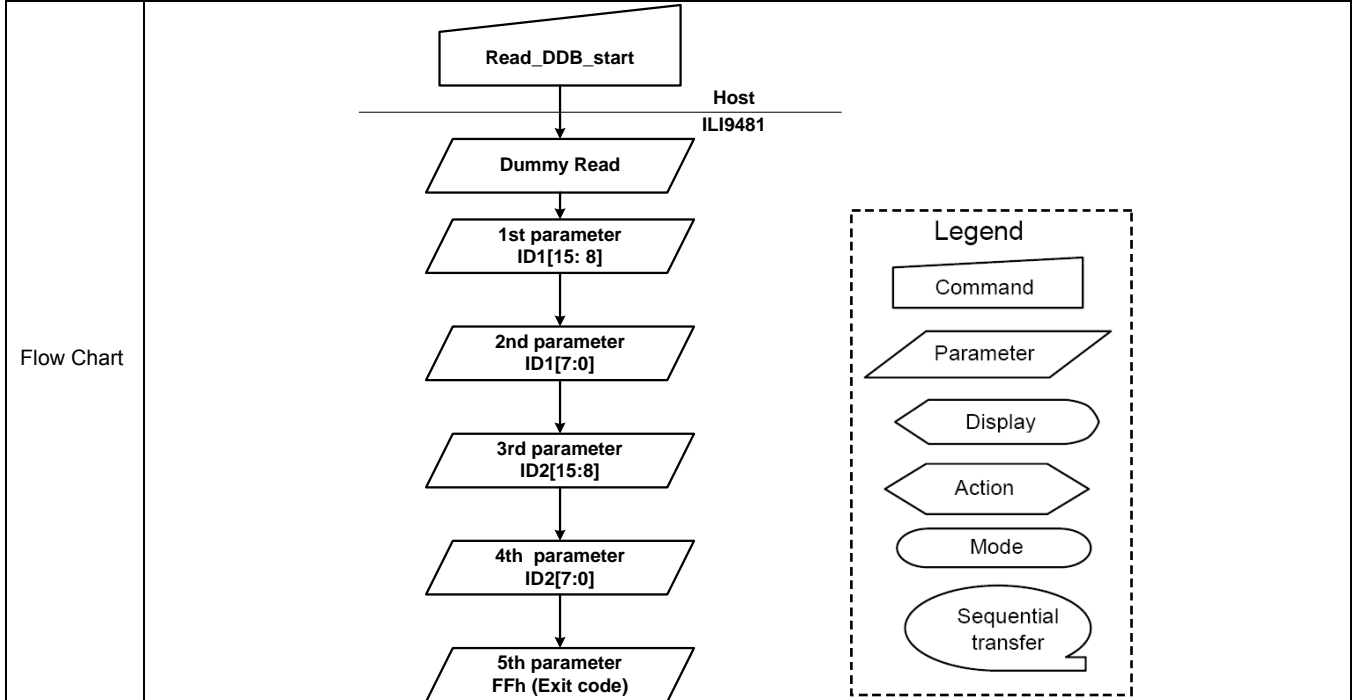 Flow Chart
Read_DDB_start
Host
ILI9481
Dummy Read
1st parameter
ID1[15: 8]
2nd parameter
ID1[7:0]
3rd parameter
ID2[15:8]
4th parameter
ID2[7:0]
5th parameter
FFh (Exit code)
Legend
Command
Parameter
Display
Action
Mode
Sequential
transfer